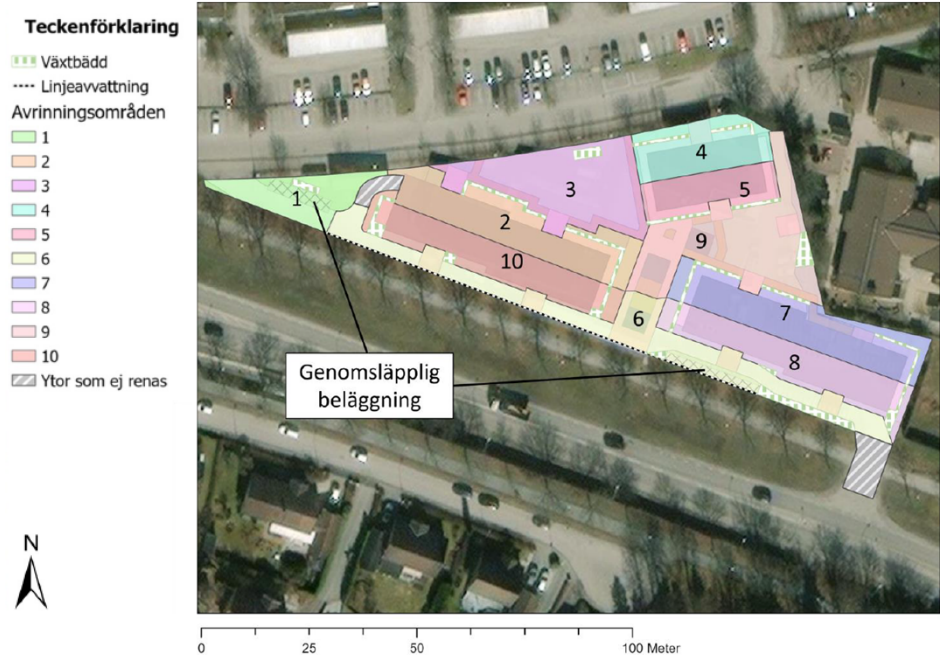 Teckenförklaring
Växtbädd
Linjeavvattning
Avrinningsområden
1
2
3
4
5
6
7
8
9
10
Ytor som ej renas
N
1
2
3
4
5
6
7
8
9
10
Genomsläpplig
beläggning
0 25 50 100 Meter